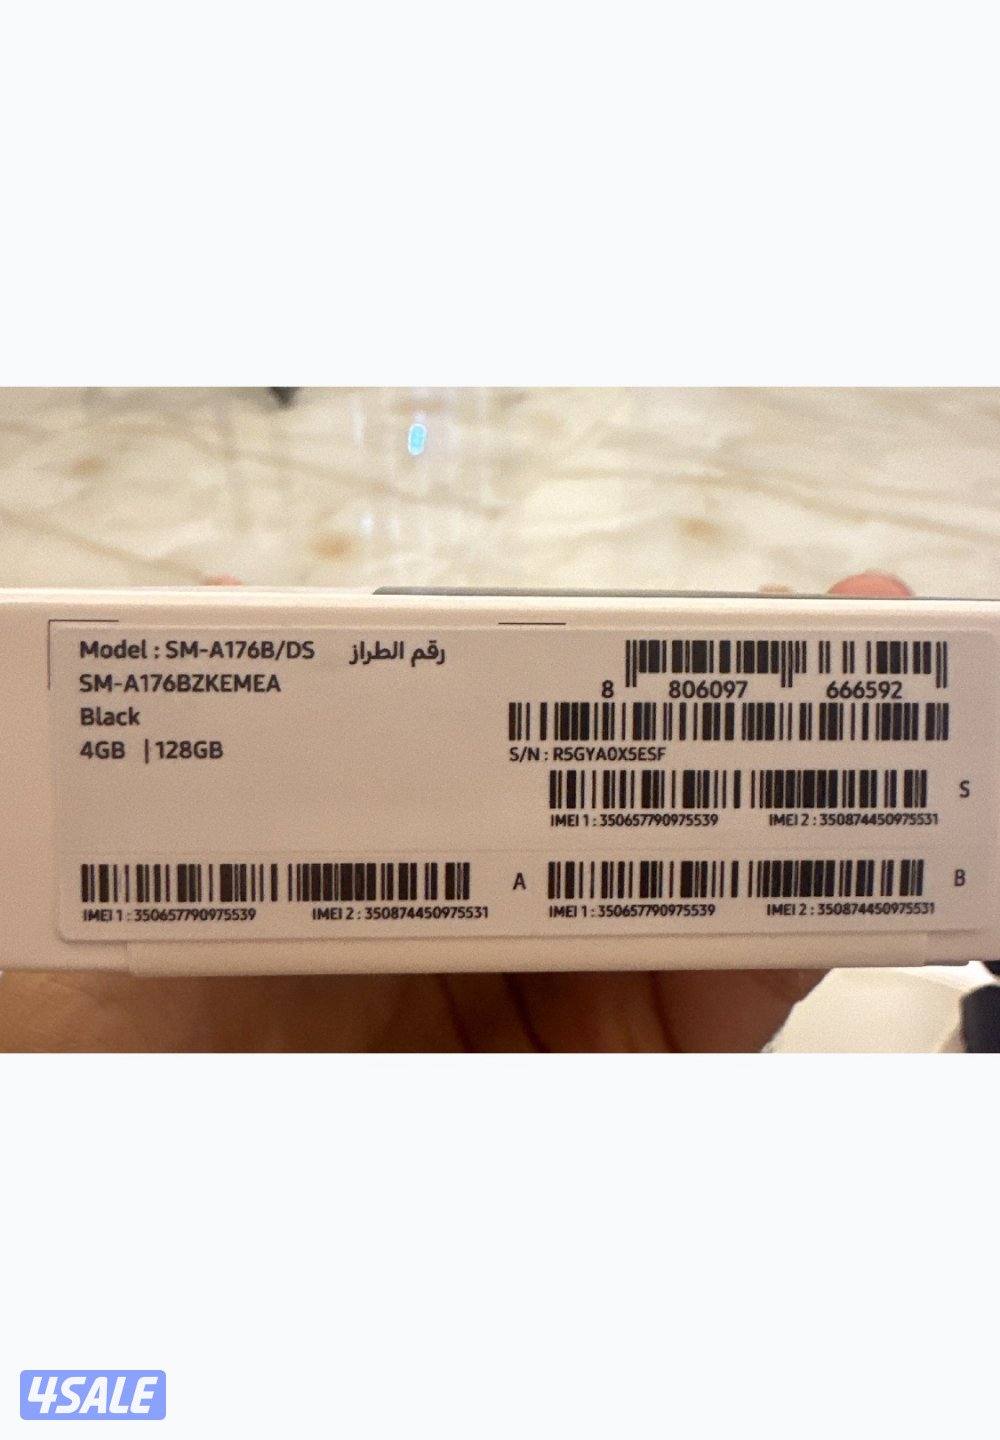 Model : SM-A176B/DS رقم الطراز
SM-A176BZKEMEA
Black
4GB | 128GB
8 806097 666592
S/N : R5GYA0X5ESF
S
IMEI 1 : 350657790975539 IMEI 2 : 350874450975531
A
IMEI 1 : 350657790975539 IMEI 2 : 350874450975531
B
IMEI 1 : 350657790975539 IMEI 2 : 350874450975531
4SALE